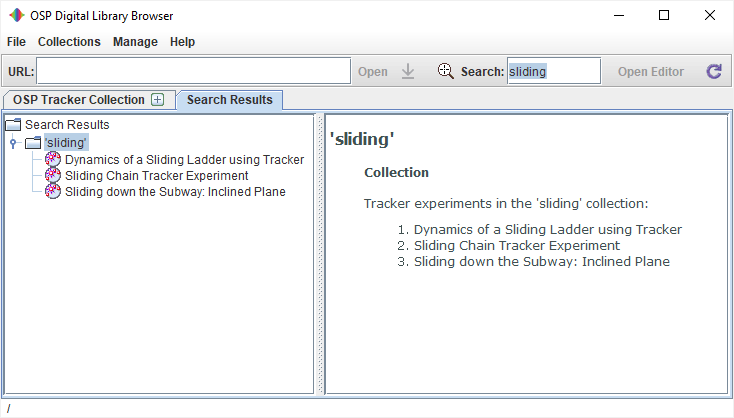 OSP Digital Library Browser
File Collections Manage Help
URL: Open Search: sliding Open Editor
OSP Tracker Collection Search Results
Search Results
'sliding'
Dynamics of a Sliding Ladder using Tracker
Sliding Chain Tracker Experiment
Sliding down the Subway: Inclined Plane
'sliding'
Collection
Tracker experiments in the 'sliding' collection:
1. Dynamics of a Sliding Ladder using Tracker
2. Sliding Chain Tracker Experiment
3. Sliding down the Subway: Inclined Plane
/